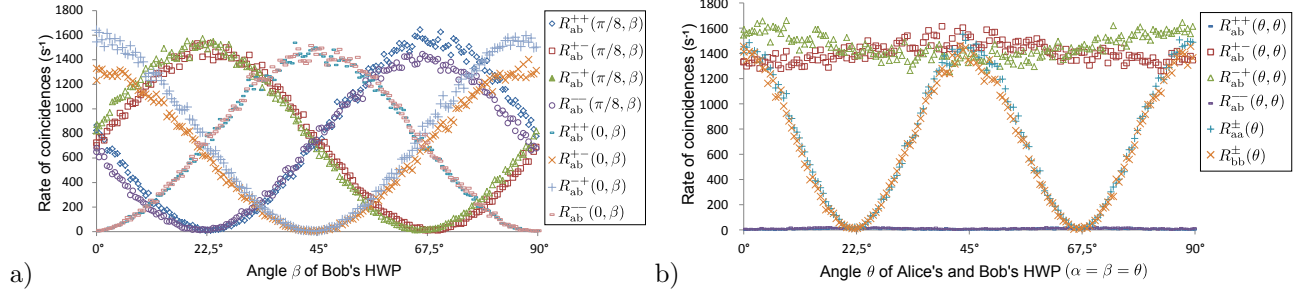 Rate of coincidences (s⁻¹)
1600
1400
1200
1000
800
600
400
200
0
0°
22,5
45°
67,5°
90°
Angle β of Bob's HWP
a)
R_ab^{++}(π/8, β)
R_ab^{+-}(π/8, β)
R_ab^{-+}(π/8, β)
R_ab^{--}(π/8, β)
R_ab^{++}(0, β)
R_ab^{+-}(0, β)
R_ab^{-+}(0, β)
R_ab^{--}(0, β)
Rate of coincidences (s⁻¹)
1800
1600
1400
1200
1000
800
600
400
200
0
0°
22,5
45°
67,5°
90°
Angle θ of Alice's and Bob's HWP (α = β = θ)
b)
R_ab^{++}(θ, θ)
R_ab^{+-}(θ, θ)
R_ab^{-+}(θ, θ)
R_ab^{--}(θ, θ)
R_aa^{±}(θ)
R_bb^{±}(θ)